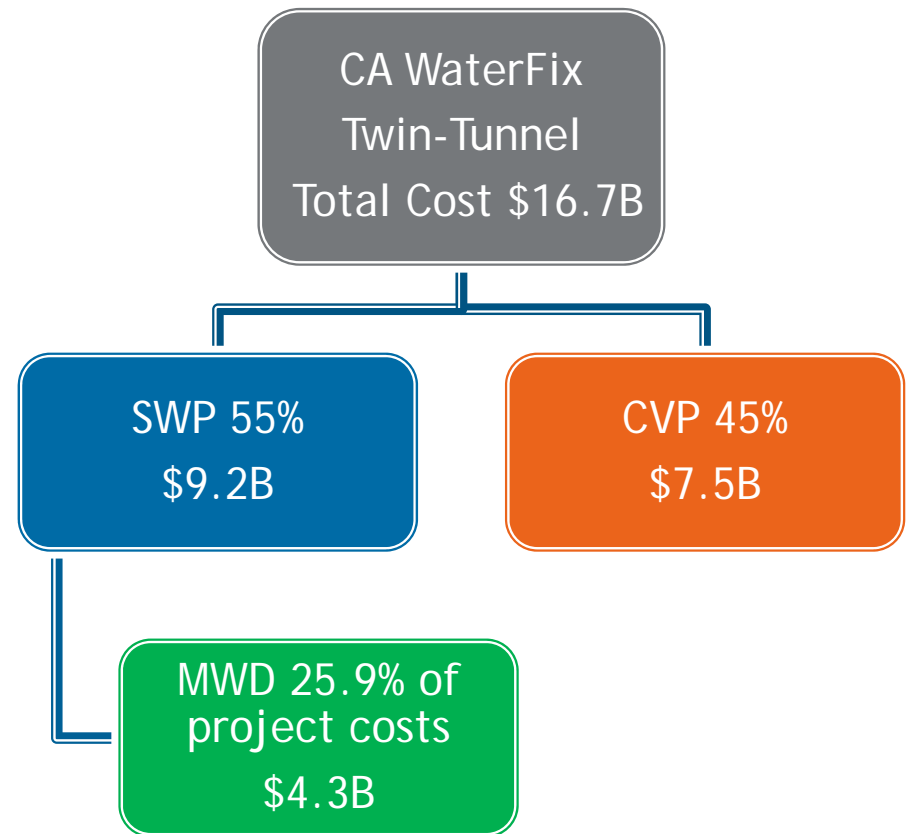 CA WaterFix
Twin-Tunnel
Total Cost $16.7B
SWP 55%
$9.2B
CVP 45%
$7.5B
MWD 25.9% of
project costs
$4.3B